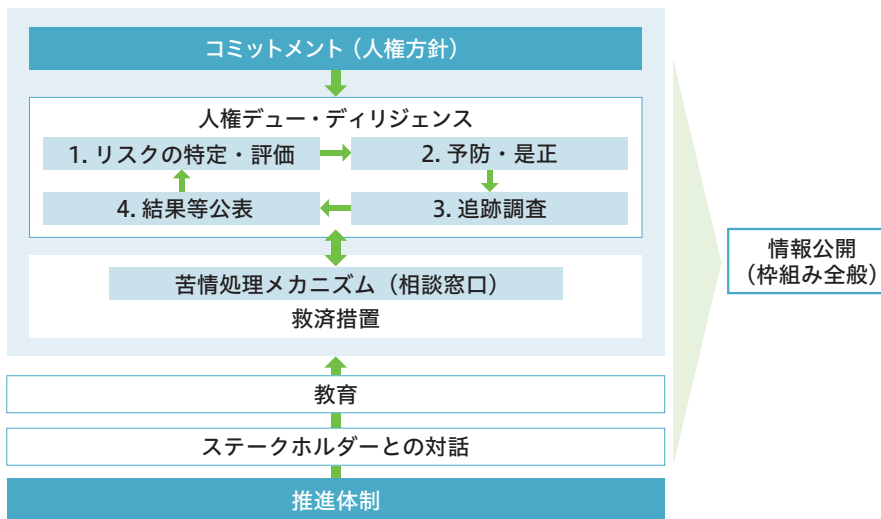 コミットメント（人権方針）
人権デュー・ディリジェンス
1. リスクの特定・評価
2. 予防・是正
4. 結果等公表
3. 追跡調査
苦情処理メカニズム（相談窓口）
救済措置
教育
ステークホルダーとの対話
推進体制
情報公開
（枠組み全般）